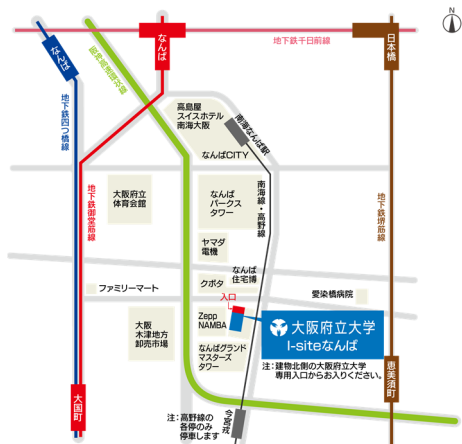 N
地下鉄千日前線
なんば
なんば
日本橋
阪神高速環状線
地下鉄四つ橋線
高島屋
スイスホテル
南海大阪
南海なんば駅
なんばCITY
地下鉄御堂筋線
大阪府立
体育会館
なんば
パークス
タワー
南海線・高野線
地下鉄堺筋線
ヤマダ
電機
なんば
住宅博
クボタ
ファミリーマート
入口
愛染橋病院
大阪
木津地方
卸売市場
Zepp
NAMBA
大阪府立大学
I-siteなんば
なんばグランド
マスターズ
タワー
注：建物北側の大阪府立大学
専用入口からお入りください。
大国町
恵美須町
今宮戎
注：高野線の
各停のみ
停車します